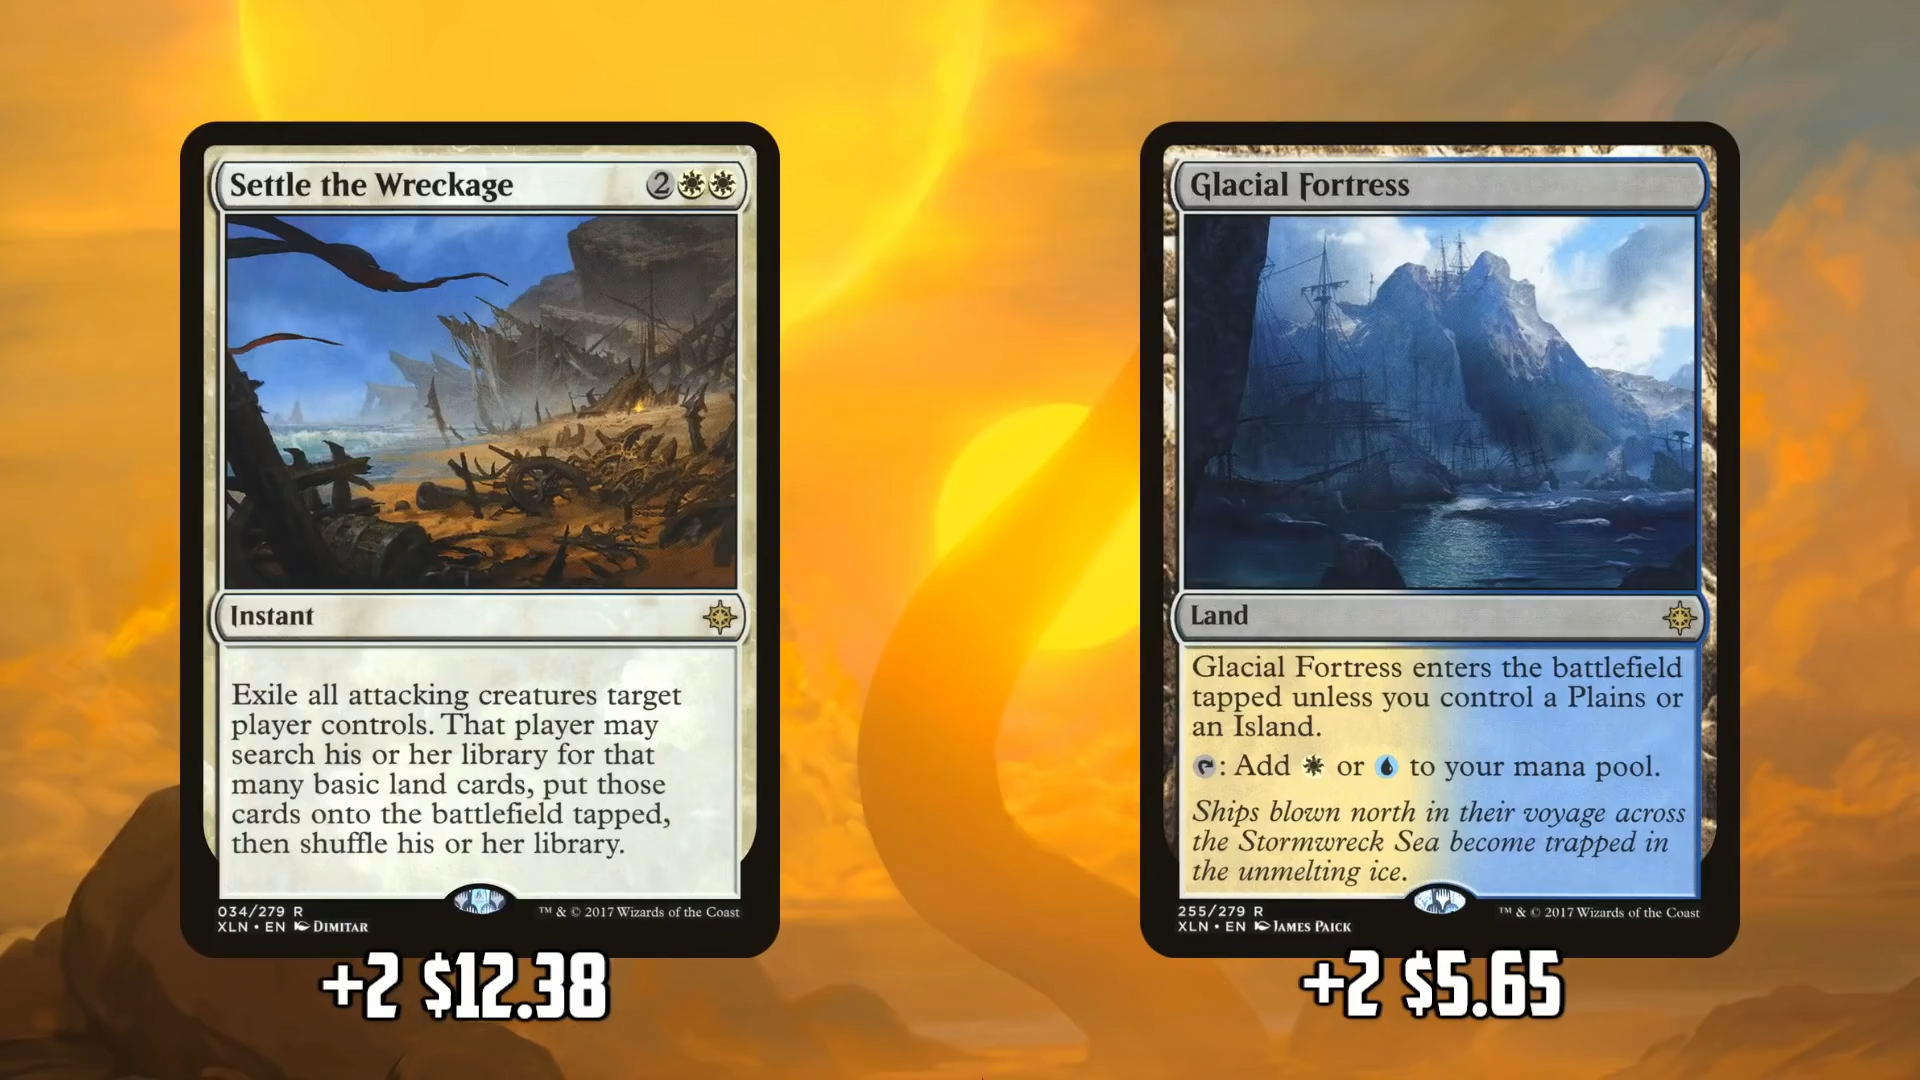 Settle the Wreckage 2
Instant
Exile all attacking creatures target
player controls. That player may
search his or her library for that
many basic land cards, put those
cards onto the battlefield tapped,
then shuffle his or her library.
034/279 R
XLN • EN DIMITAR
™ & © 2017 Wizards of the Coast
+2 $12.38
Glacial Fortress
Land
Glacial Fortress enters the battlefield
tapped unless you control a Plains or
an Island.
: Add or to your mana pool.
Ships blown north in their voyage across
the Stormwreck Sea become trapped in
the unmelting ice.
255/279 R
XLN • EN JAMES PAICK
™ & © 2017 Wizards of the Coast
+2 $5.65